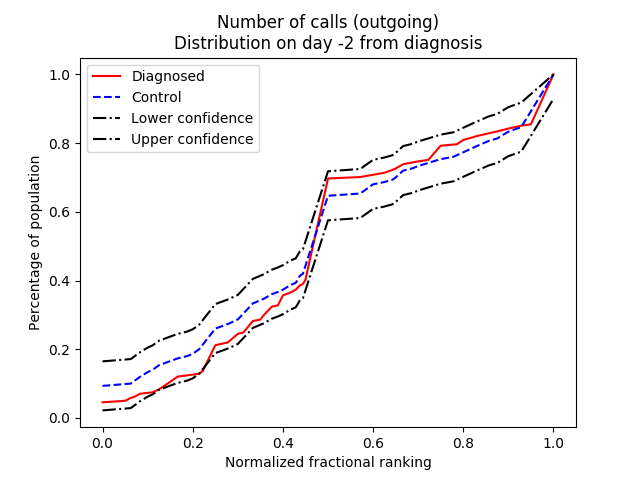 Number of calls (outgoing)
Distribution on day -2 from diagnosis
Diagnosed
Control
Lower confidence
Upper confidence
Percentage of population
1.0
0.8
0.6
0.4
0.2
0.0
0.0 0.2 0.4 0.6 0.8 1.0
Normalized fractional ranking